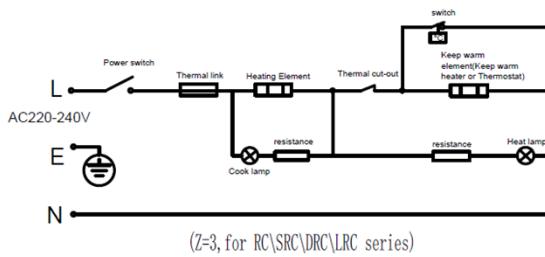 switch
Power switch
Thermal link
Heating Element
Thermal cut-out
Keep warm
element(Keep warm
heater or Thermostat)
L
AC220-240V
E
resistance
resistance
Heat lamp
Cook lamp
N
(Z=3, for RC\SRC\DRC\LRC series)